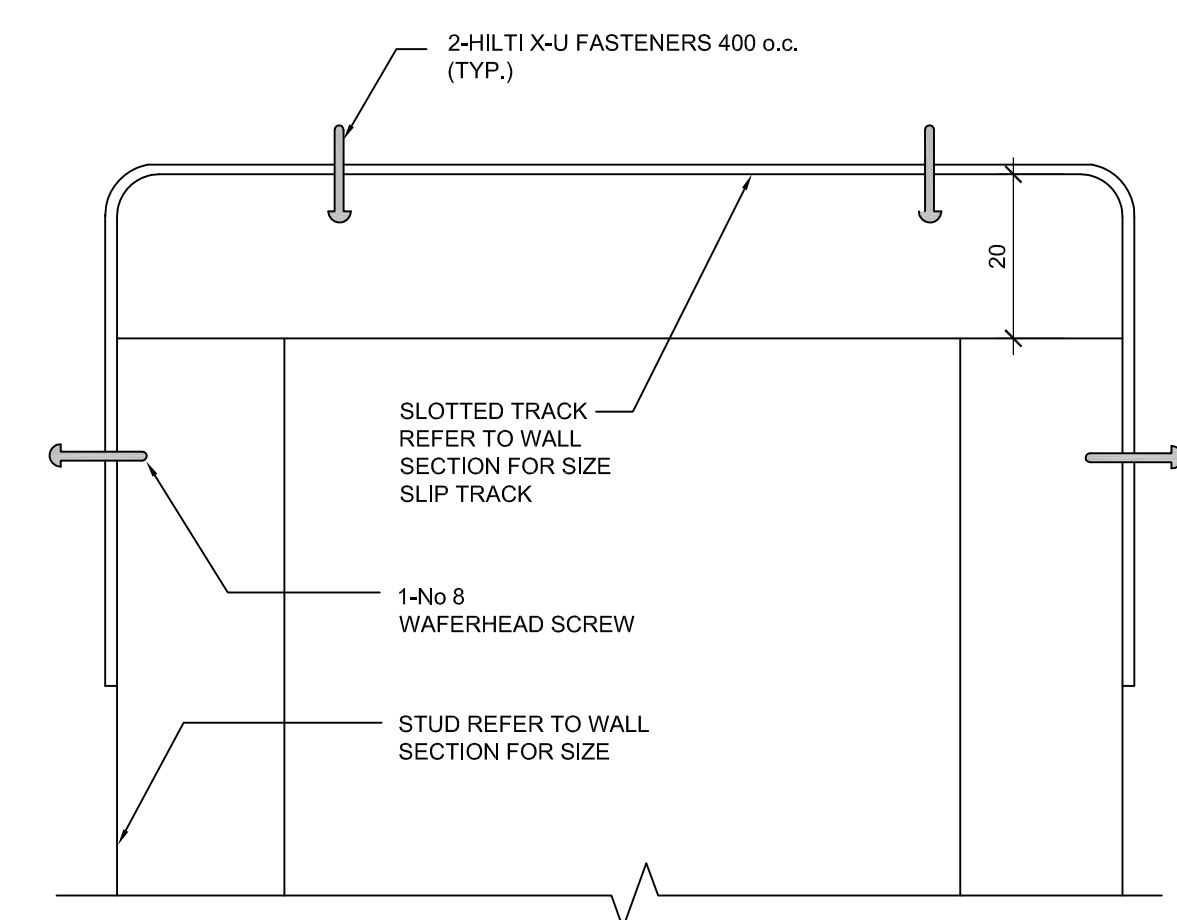 2-HILTI X-U FASTENERS 400 o.c.
(TYP.)
20
SLOTTED TRACK
REFER TO WALL
SECTION FOR SIZE
SLIP TRACK
1-No 8
WAFERHEAD SCREW
STUD REFER TO WALL
SECTION FOR SIZE